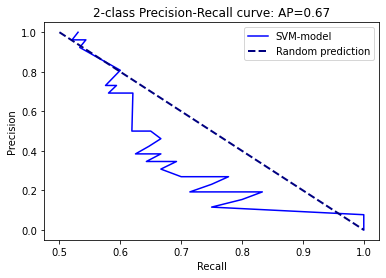 2-class Precision-Recall curve: AP=0.67
SVM-model
Random prediction
Precision
1.0
0.8
0.6
0.4
0.2
0.0
0.5
0.6
0.7
0.8
0.9
1.0
Recall